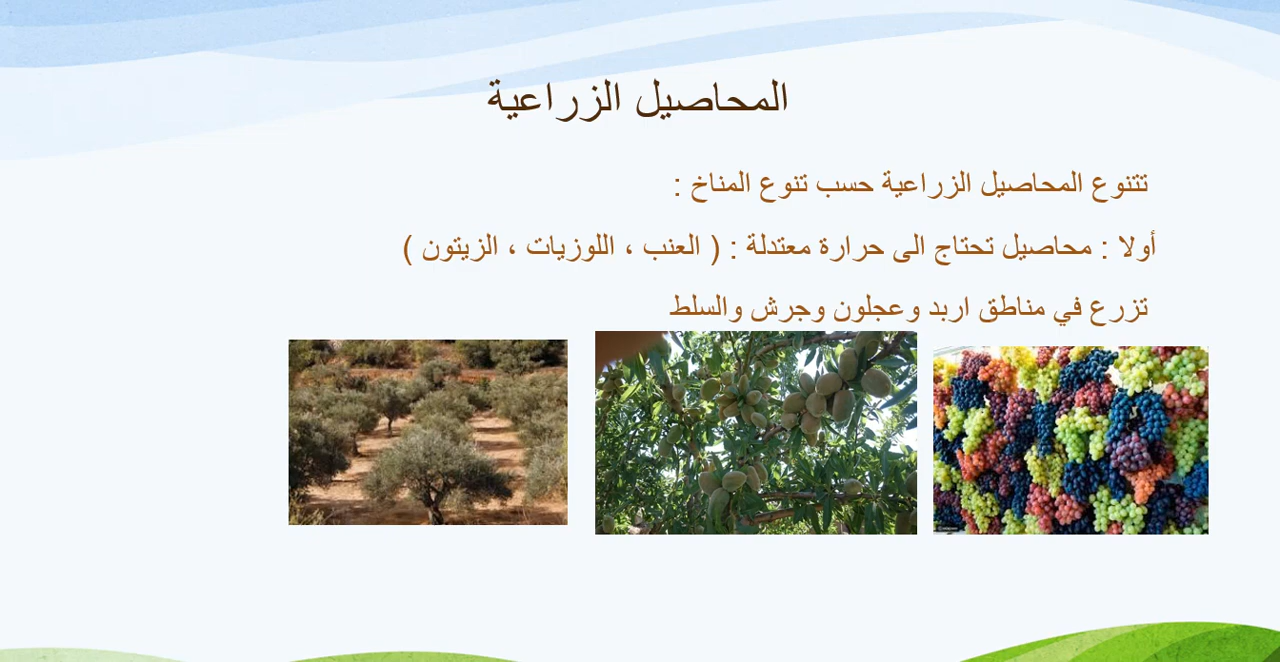 المحاصيل الزراعية
تتنوع المحاصيل الزراعية حسب تنوع المناخ :
أولا : محاصيل تحتاج الى حرارة معتدلة : ( العنب ، اللوزيات ، الزيتون )
تزرع في مناطق اربد وعجلون وجرش والسلط